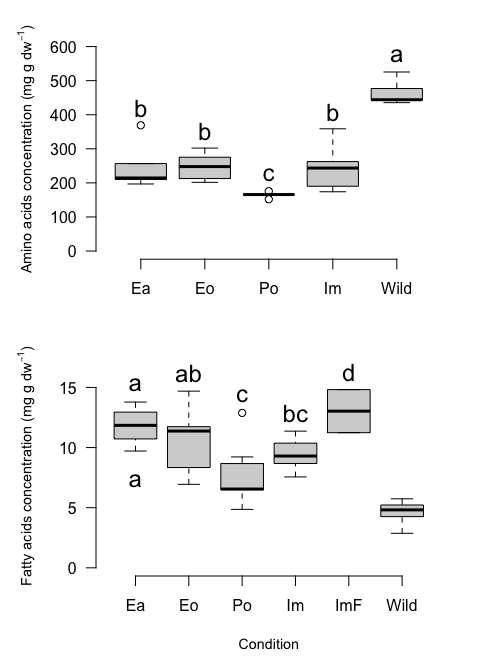 Amino acids concentration (mg g dw⁻¹)
600
500
400
300
200
100
0
b
b
c
b
a
Ea Eo Po Im Wild
Fatty acids concentration (mg g dw⁻¹)
15
10
5
0
a
ab
c
bc
d
a
Ea Eo Po Im ImF Wild
Condition